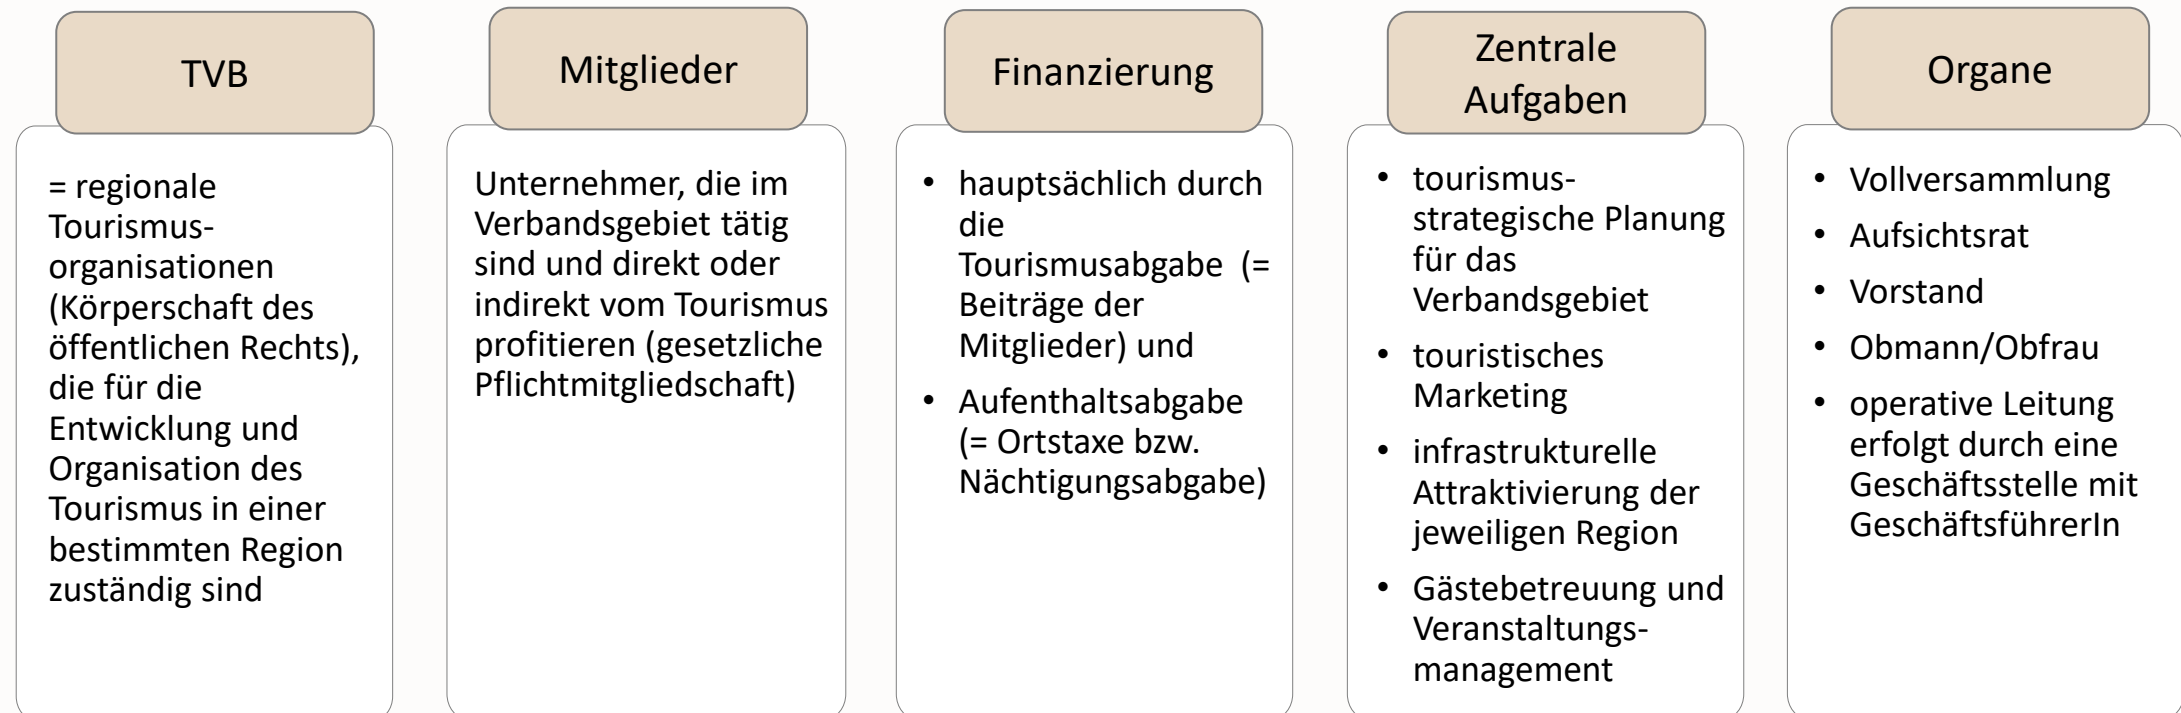 TVB
= regionale
Tourismus-
organisationen
(Körperschaft des
öffentlichen Rechts),
die für die
Entwicklung und
Organisation des
Tourismus in einer
bestimmten Region
zuständig sind
Mitglieder
Unternehmer, die im
Verbandsgebiet tätig
sind und direkt oder
indirekt vom Tourismus
profitieren (gesetzliche
Pflichtmitgliedschaft)
Finanzierung
• hauptsächlich durch
die
Tourismusabgabe (=
Beiträge der
Mitglieder) und
• Aufenthaltsabgabe
(= Ortstaxe bzw.
Nächtigungsabgabe)
Zentrale
Aufgaben
• tourismus-
strategische Planung
für das
Verbandsgebiet
• touristisches
Marketing
• infrastrukturelle
Attraktivierung der
jeweiligen Region
• Gästebetreuung und
Veranstaltungs-
management
Organe
• Vollversammlung
• Aufsichtsrat
• Vorstand
• Obmann/Obfrau
• operative Leitung
erfolgt durch eine
Geschäftsstelle mit
GeschäftsführerIn